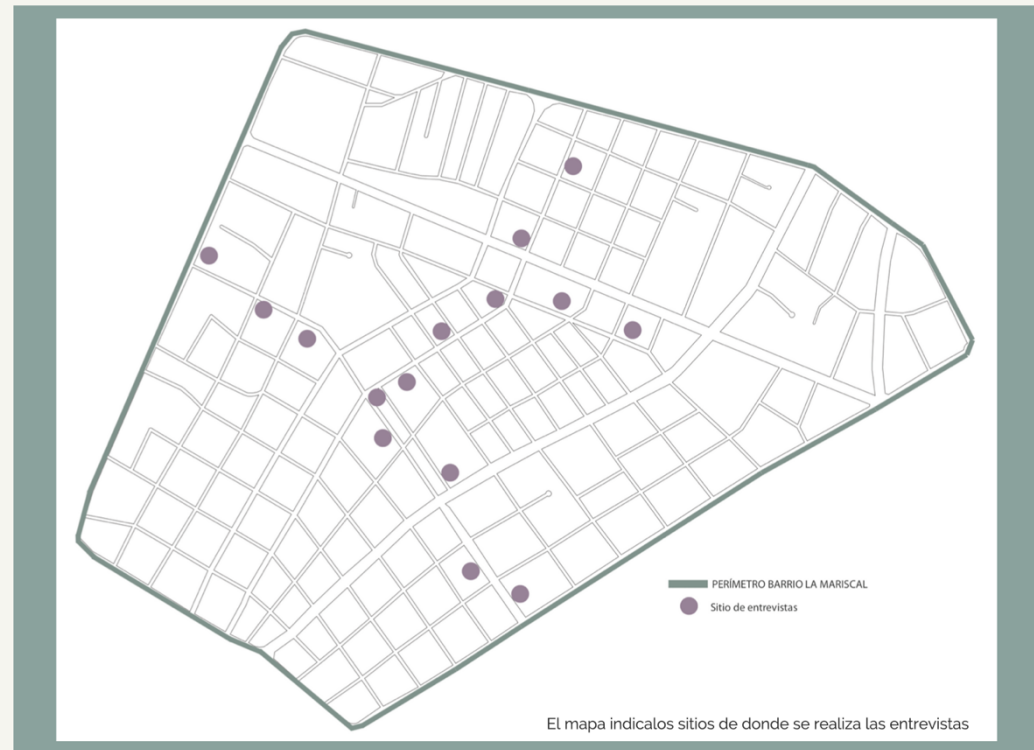 PERÍMETRO BARRIO LA MARISCAL
Sitio de entrevistas
El mapa indicalos sitios de donde se realiza las entrevistas